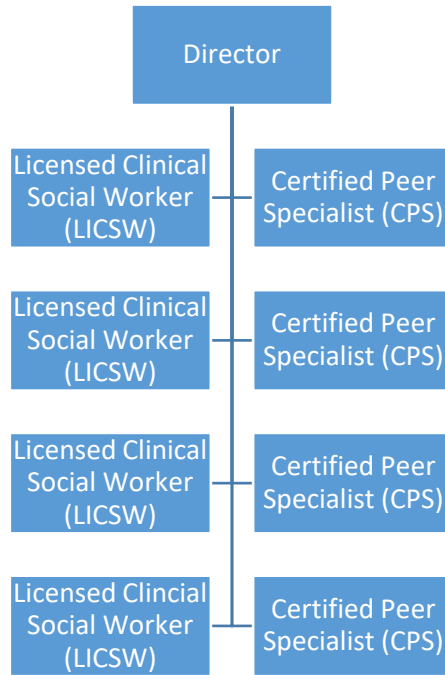 Director
Licensed Clinical
Social Worker
(LICSW)
Certified Peer
Specialist (CPS)
Licensed Clinical
Social Worker
(LICSW)
Certified Peer
Specialist (CPS)
Licensed Clinical
Social Worker
(LICSW)
Certified Peer
Specialist (CPS)
Licensed Clincial
Social Worker
(LICSW)
Certified Peer
Specialist (CPS)